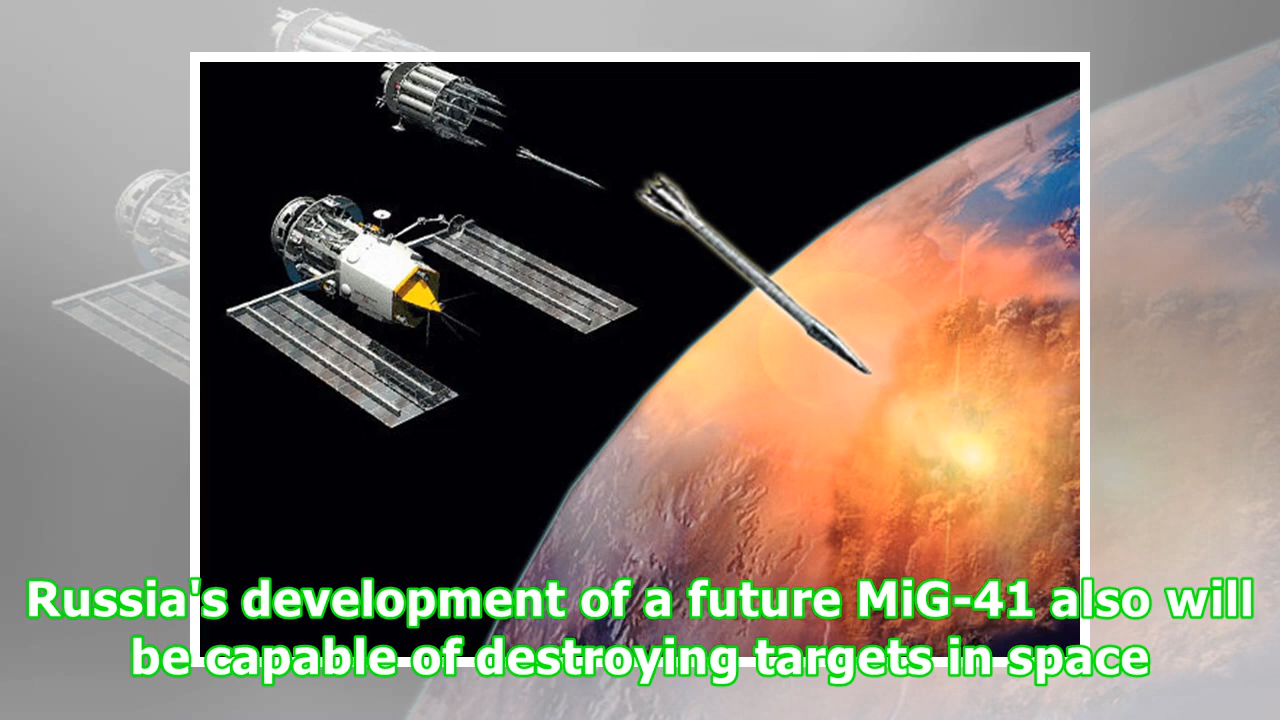 Russia's development of a future MiG-41 also will
be capable of destroying targets in space